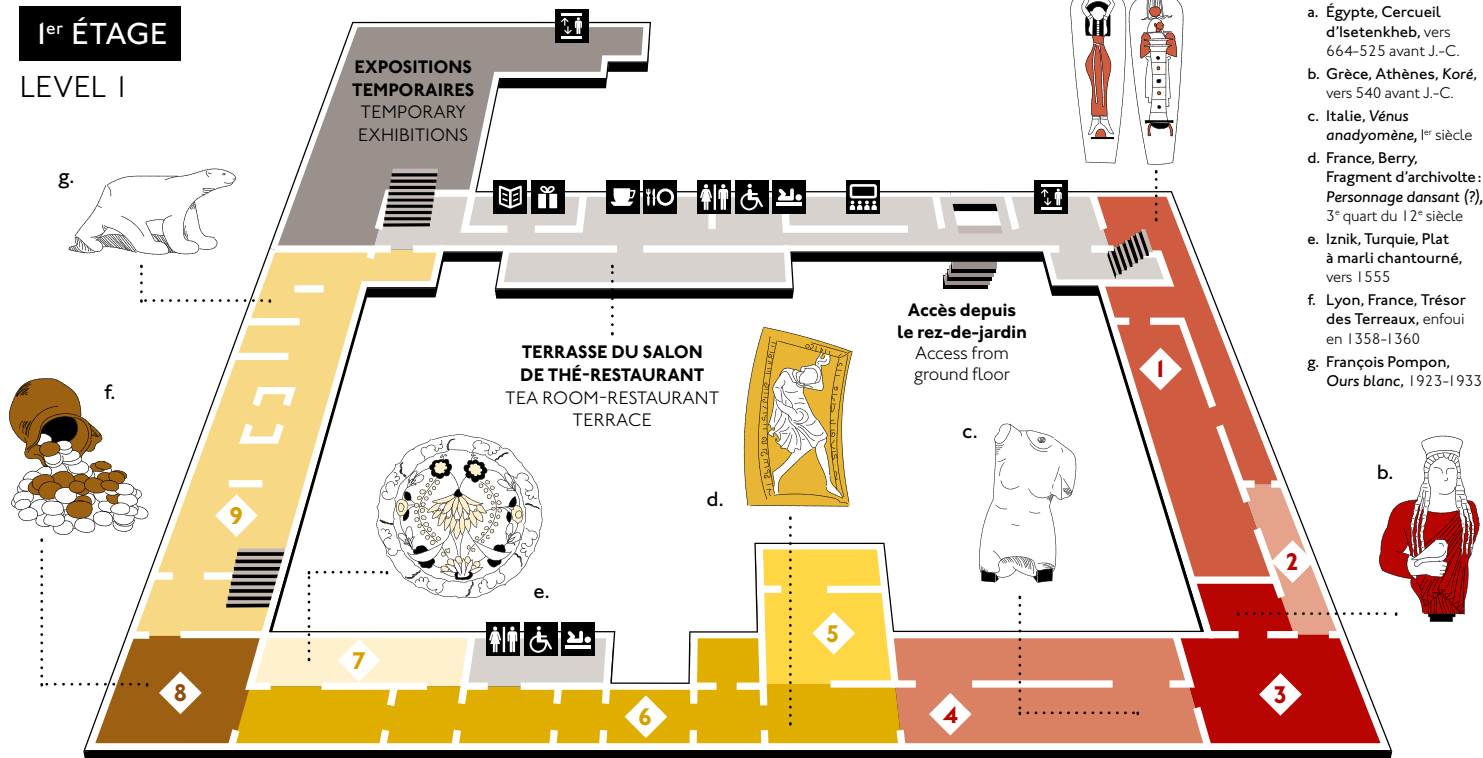 1er ÉTAGE
LEVEL 1
EXPOSITIONS
TEMPORAIRES
TEMPORARY
EXHIBITIONS
g.
f.
TERRASSE DU SALON
DE THÉ-RESTAURANT
TEA ROOM-RESTAURANT
TERRACE
Accès depuis
le rez-de-jardin
Access from
ground floor
e.
d.
c.
b.
1
2
3
4
5
6
7
8
9
a. Égypte, Cercueil
d'Isetenkheb, vers
664-525 avant J.-C.
b. Grèce, Athènes, Koré,
vers 540 avant J.-C.
c. Italie, Vénus
anadyomène, Ier siècle
d. France, Berry,
Fragment d'archivolte :
Personnage dansant (?),
3e quart du 12e siècle
e. Iznik, Turquie, Plat
à marli chantourné,
vers 1555
f. Lyon, France, Trésor
des Terreaux, enfoui
en 1358-1360
g. François Pompon,
Ours blanc, 1923-1933